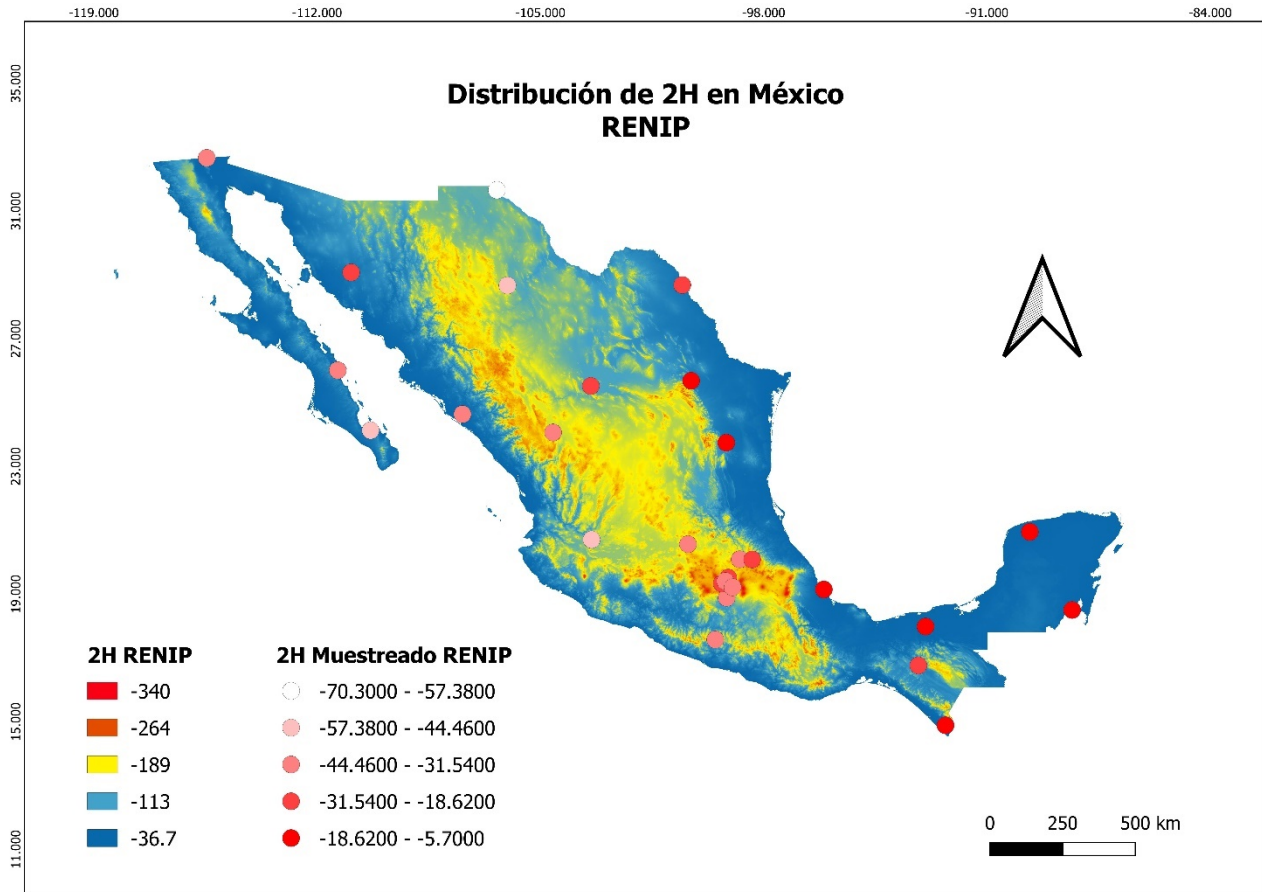 -119.000 -112.000 -105.000 -98.000 -91.000 -84.000
35.000
31.000
27.000
23.000
19.000
15.000
11.000
Distribución de 2H en México
RENIP
2H RENIP
-340
-264
-189
-113
-36.7
2H Muestreado RENIP
-70.3000 - -57.3800
-57.3800 - -44.4600
-44.4600 - -31.5400
-31.5400 - -18.6200
-18.6200 - -5.7000
0 250 500 km